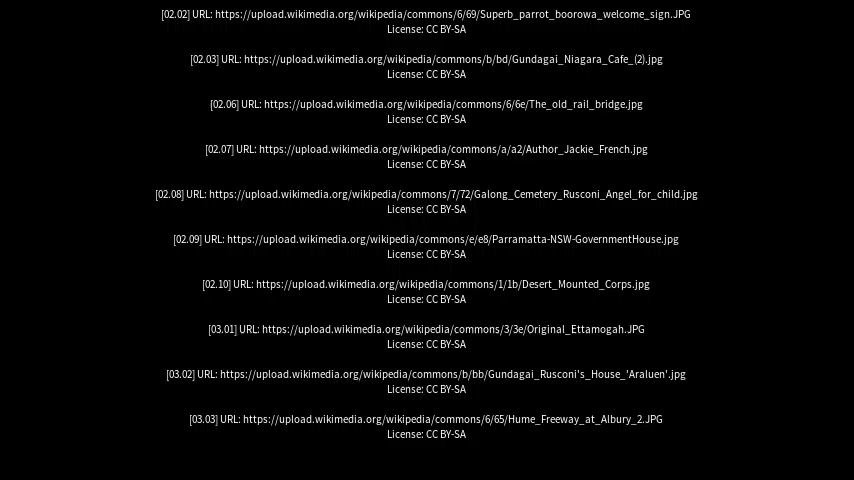 [02.02] URL: https://upload.wikimedia.org/wikipedia/commons/6/69/Superb_parrot_boorowa_welcome_sign.JPG
License: CC BY-SA
[02.03] URL: https://upload.wikimedia.org/wikipedia/commons/b/bd/Gundagai_Niagara_Cafe_(2).jpg
License: CC BY-SA
[02.06] URL: https://upload.wikimedia.org/wikipedia/commons/6/6e/The_old_rail_bridge.jpg
License: CC BY-SA
[02.07] URL: https://upload.wikimedia.org/wikipedia/commons/a/a2/Author_Jackie_French.jpg
License: CC BY-SA
[02.08] URL: https://upload.wikimedia.org/wikipedia/commons/7/72/Galong_Cemetery_Rusconi_Angel_for_child.jpg
License: CC BY-SA
[02.09] URL: https://upload.wikimedia.org/wikipedia/commons/e/e8/Parramatta-NSW-GovernmentHouse.jpg
License: CC BY-SA
[02.10] URL: https://upload.wikimedia.org/wikipedia/commons/1/1b/Desert_Mounted_Corps.jpg
License: CC BY-SA
[03.01] URL: https://upload.wikimedia.org/wikipedia/commons/3/3e/Original_Ettamogah.JPG
License: CC BY-SA
[03.02] URL: https://upload.wikimedia.org/wikipedia/commons/b/bb/Gundagai_Rusconi's_House_'Araluen'.jpg
License: CC BY-SA
[03.03] URL: https://upload.wikimedia.org/wikipedia/commons/6/65/Hume_Freeway_at_Albury_2.JPG
License: CC BY-SA